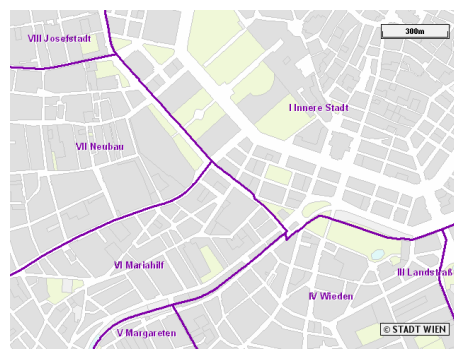 VIII Josefstadt
300m
I Innere Stadt
VII Neubau
VI Mariahilf
III Landstraß
IV Wieden
V Margareten
© STADT WIEN